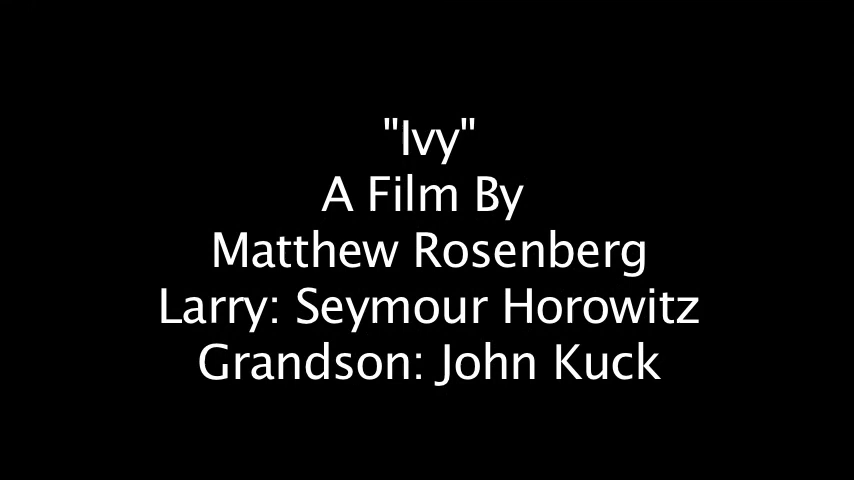 "Ivy"
A Film By
Matthew Rosenberg
Larry: Seymour Horowitz
Grandson: John Kuck